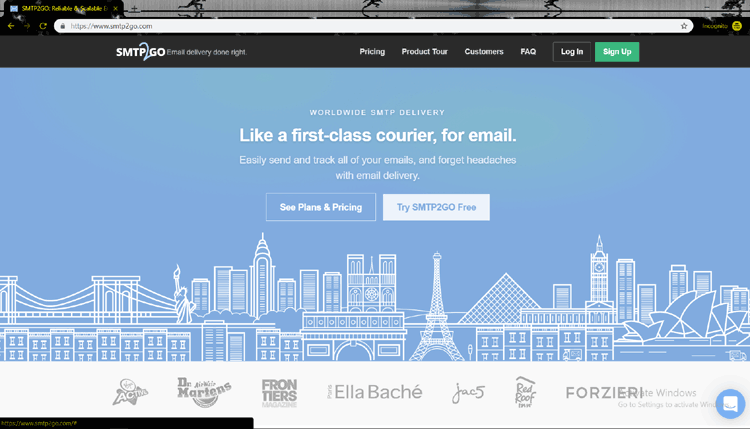 SMTP2GO: Reliable & Scalable E
https://www.smtp2go.com
Incognito
SMTP2GO Email delivery done right.
Pricing Product Tour Customers FAQ Log In Sign Up
WORLDWIDE SMTP DELIVERY
Like a first-class courier, for email.
Easily send and track all of your emails, and forget headaches
with email delivery.
See Plans & Pricing Try SMTP2GO Free
Virgin ACTIVE
Dr. Martens
FRONTIERS
MAGAZINE
Paris Ella Baché
jac5
Red
Roof
FORZIERI
Activate Windows
Go to Settings to activate Windows
https://www.smtp2go.com/#